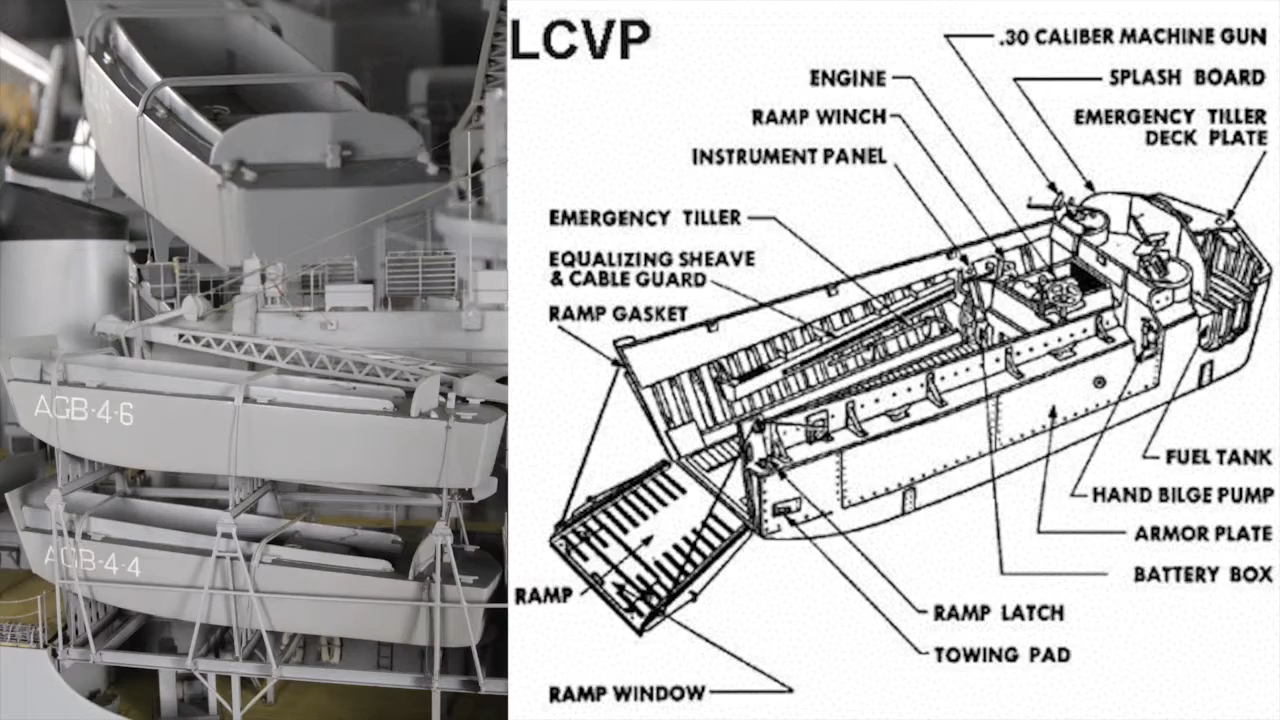 LCVP
.30 CALIBER MACHINE GUN
ENGINE
SPLASH BOARD
RAMP WINCH
EMERGENCY TILLER
DECK PLATE
INSTRUMENT PANEL
EMERGENCY TILLER
EQUALIZING SHEAVE
& CABLE GUARD
RAMP GASKET
AGB-4-6
AGB-4-4
FUEL TANK
HAND BILGE PUMP
ARMOR PLATE
BATTERY BOX
RAMP
RAMP LATCH
TOWING PAD
RAMP WINDOW